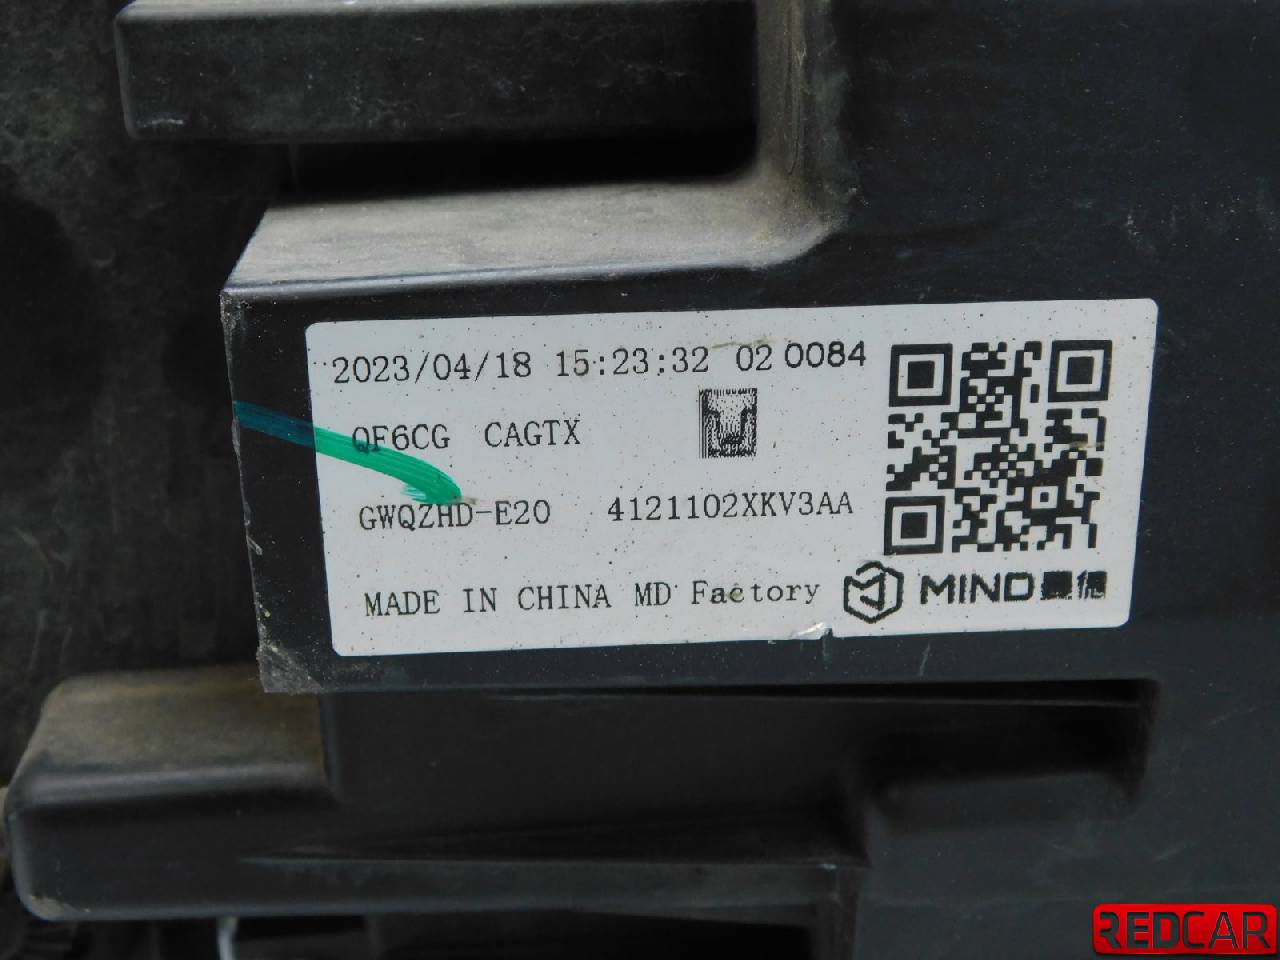 2023/04/18 15:23:32 02 0084
QF6CG CAGTX
GWQZHD-E20 4121102XKV3AA
MADE IN CHINA MD Factory MIND
REDCAR